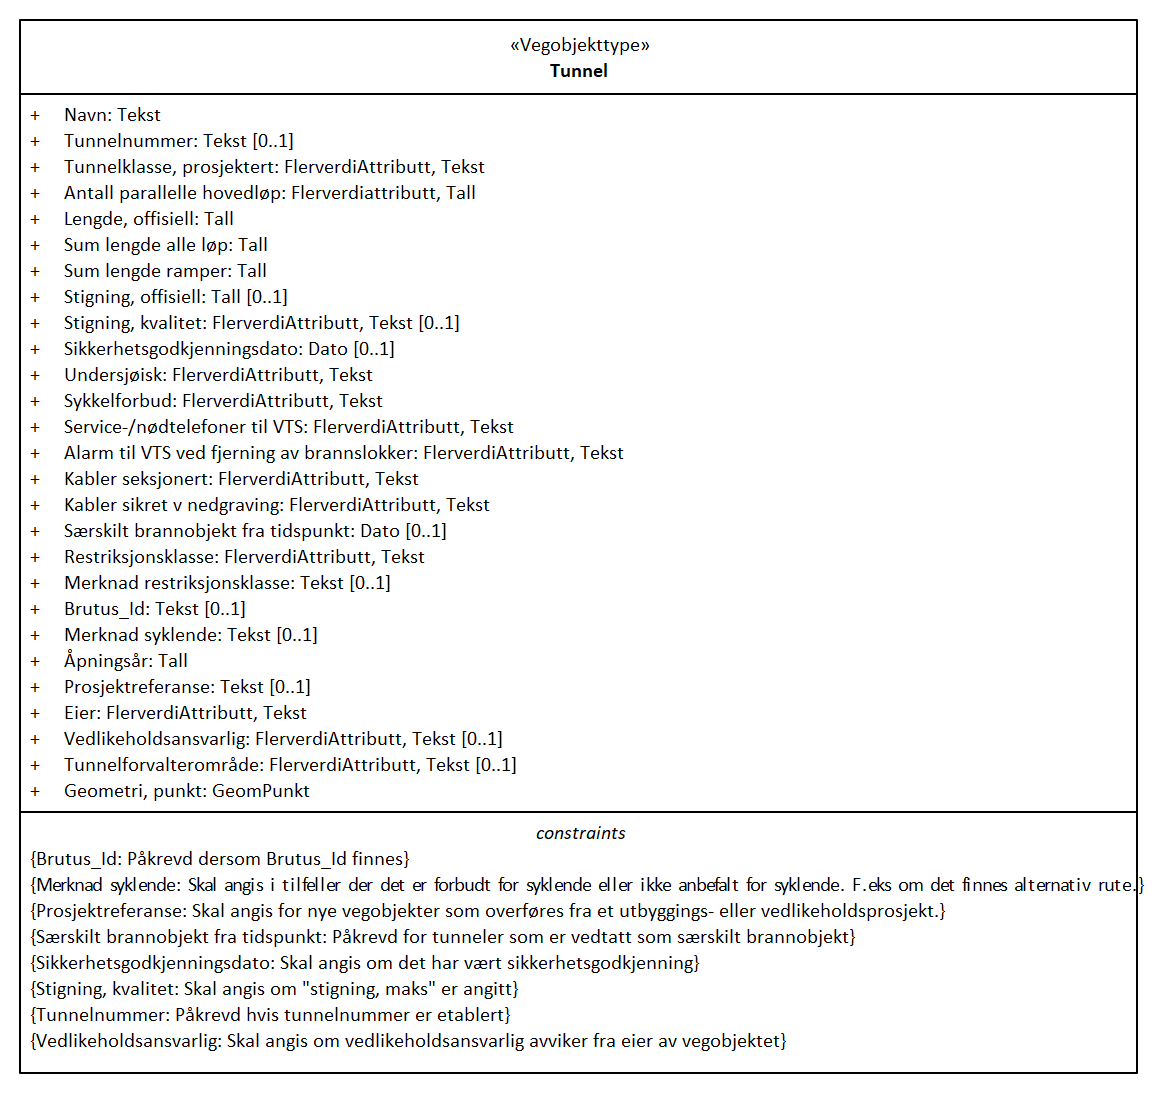 «Vegobjekttype»
Tunnel
+ Navn: Tekst
+ Tunnelnummer: Tekst [0..1]
+ Tunnelklasse, prosjektert: FlerverdiAttributt, Tekst
+ Antall parallelle hovedløp: Flerverdiattributt, Tall
+ Lengde, offisiell: Tall
+ Sum lengde alle løp: Tall
+ Sum lengde ramper: Tall
+ Stigning, offisiell: Tall [0..1]
+ Stigning, kvalitet: FlerverdiAttributt, Tekst [0..1]
+ Sikkerhetsgodkjenningsdato: Dato [0..1]
+ Undersjøisk: FlerverdiAttributt, Tekst
+ Sykkelforbud: FlerverdiAttributt, Tekst
+ Service-/nødtelefoner til VTS: FlerverdiAttributt, Tekst
+ Alarm til VTS ved fjerning av brannslokker: FlerverdiAttributt, Tekst
+ Kabler seksjonert: FlerverdiAttributt, Tekst
+ Kabler sikret v nedgraving: FlerverdiAttributt, Tekst
+ Særskilt brannobjekt fra tidspunkt: Dato [0..1]
+ Restriksjonsklasse: FlerverdiAttributt, Tekst
+ Merknad restriksjonsklasse: Tekst [0..1]
+ Brutus_Id: Tekst [0..1]
+ Merknad syklende: Tekst [0..1]
+ Åpningsår: Tall
+ Prosjektreferanse: Tekst [0..1]
+ Eier: FlerverdiAttributt, Tekst
+ Vedlikeholdsansvarlig: FlerverdiAttributt, Tekst [0..1]
+ Tunnelforvalterområde: FlerverdiAttributt, Tekst [0..1]
+ Geometri, punkt: GeomPunkt
constraints
{Brutus_Id: Påkrevd dersom Brutus_Id finnes}
{Merknad syklende: Skal angis i tilfeller der det er forbudt for syklende eller ikke anbefalt for syklende. F.eks om det finnes alternativ rute.}
{Prosjektreferanse: Skal angis for nye vegobjekter som overføres fra et utbyggings- eller vedlikeholdsprosjekt.}
{Særskilt brannobjekt fra tidspunkt: Påkrevd for tunneler som er vedtatt som særskilt brannobjekt}
{Sikkerhetsgodkjenningsdato: Skal angis om det har vært sikkerhetsgodkjenning}
{Stigning, kvalitet: Skal angis om "stigning, maks" er angitt}
{Tunnelnummer: Påkrevd hvis tunnelnummer er etablert}
{Vedlikeholdsansvarlig: Skal angis om vedlikeholdsansvarlig avviker fra eier av vegobjektet}